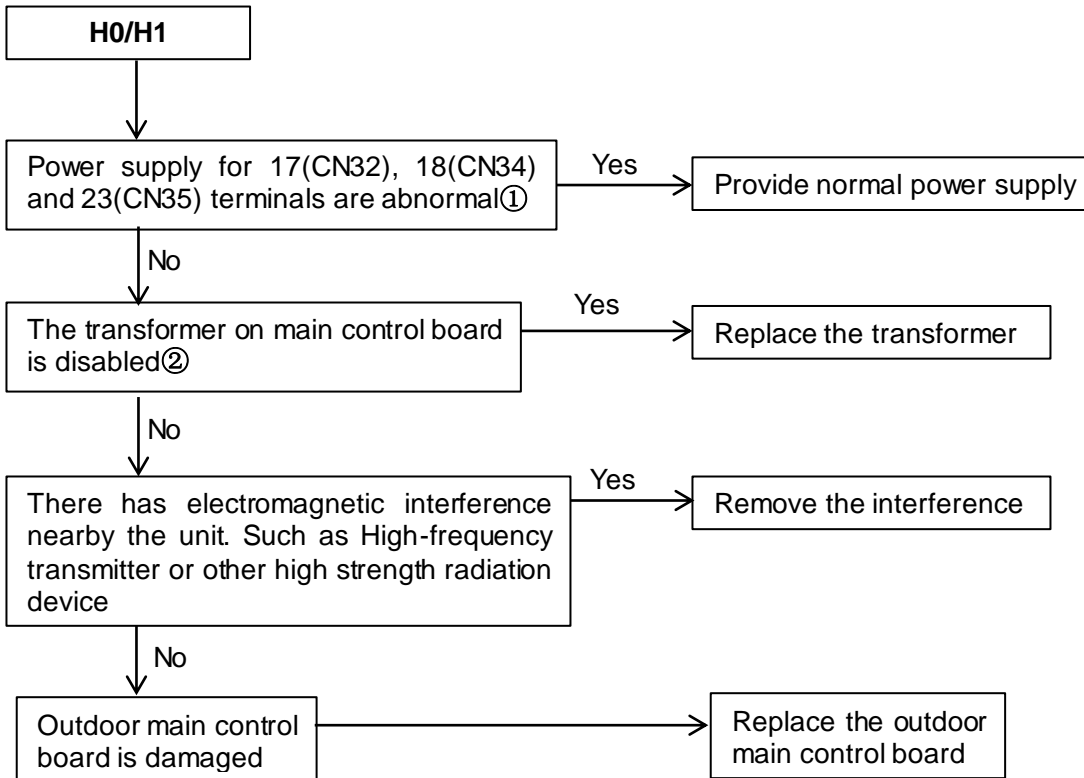 H0/H1
Power supply for 17(CN32), 18(CN34)
and 23(CN35) terminals are abnormal①
Yes
Provide normal power supply
No
The transformer on main control board
is disabled②
Yes
Replace the transformer
No
There has electromagnetic interference
nearby the unit. Such as High-frequency
transmitter or other high strength radiation
device
Yes
Remove the interference
No
Outdoor main control
board is damaged
Replace the outdoor
main control board